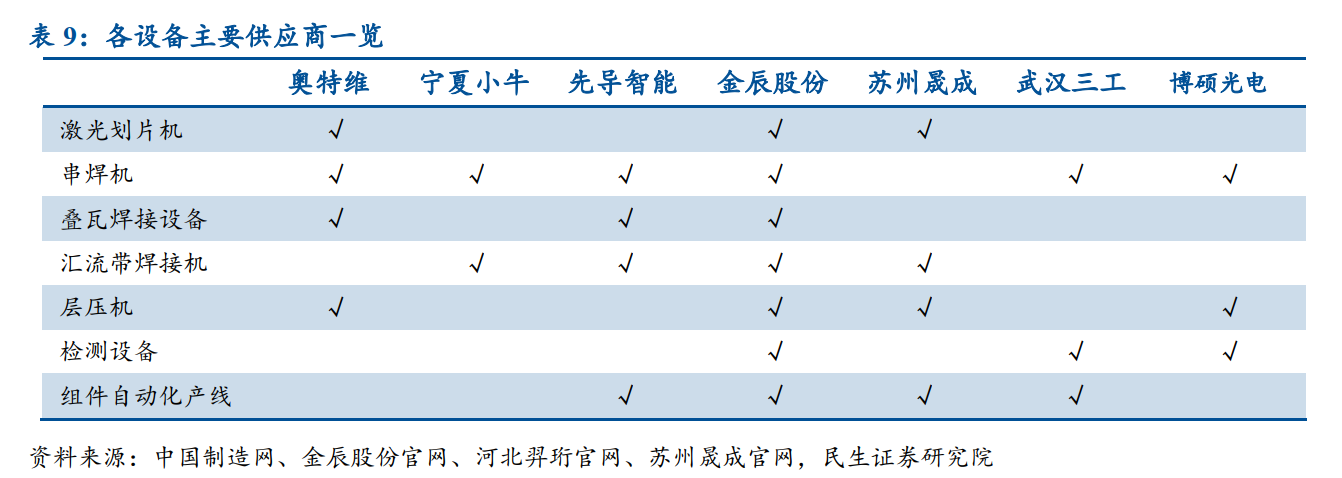 表 9：各设备主要供应商一览
奥特维 宁夏小牛 先导智能 金辰股份 苏州晟成 武汉三工 博硕光电
激光划片机 √ √ √
串焊机 √ √ √ √ √ √
叠瓦焊接设备 √ √ √
汇流带焊接机 √ √ √ √
层压机 √ √ √ √
检测设备 √ √ √
组件自动化产线 √ √ √ √
资料来源：中国制造网、金辰股份官网、河北羿珩官网、苏州晟成官网，民生证券研究院